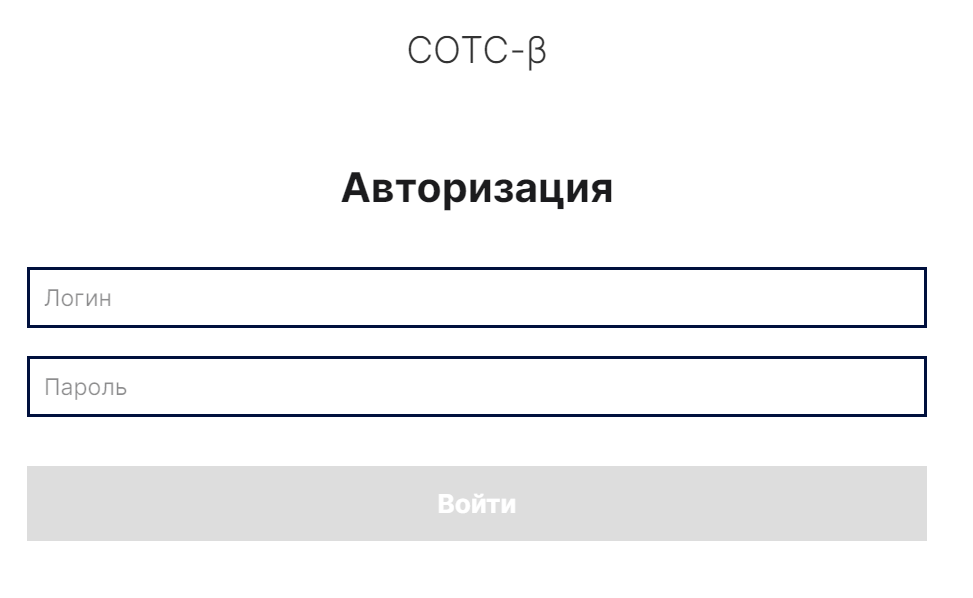 СОТС-β
Авторизация
Логин
Пароль
Войти